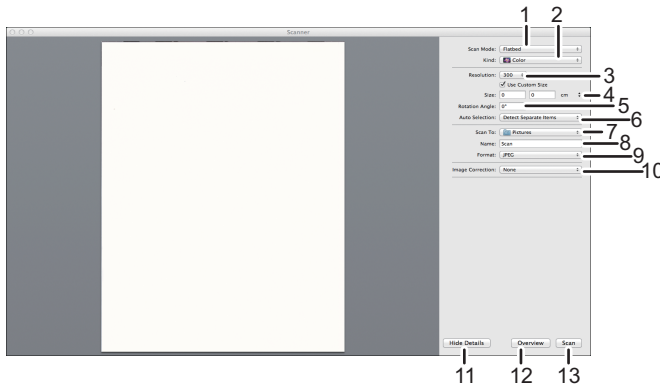 1
2
Scanner
Scan Mode: Flatbed
Kind: Color
Resolution: 300
3
Use Custom Size
Size: 0 0 cm
4
Rotation Angle: 0°
5
Auto Selection: Detect Separate Items
6
Scan To: Pictures
7
Name: Scan
8
Format: JPEG
9
Image Correction: None
10
Hide Details
Overview
Scan
11
12
13